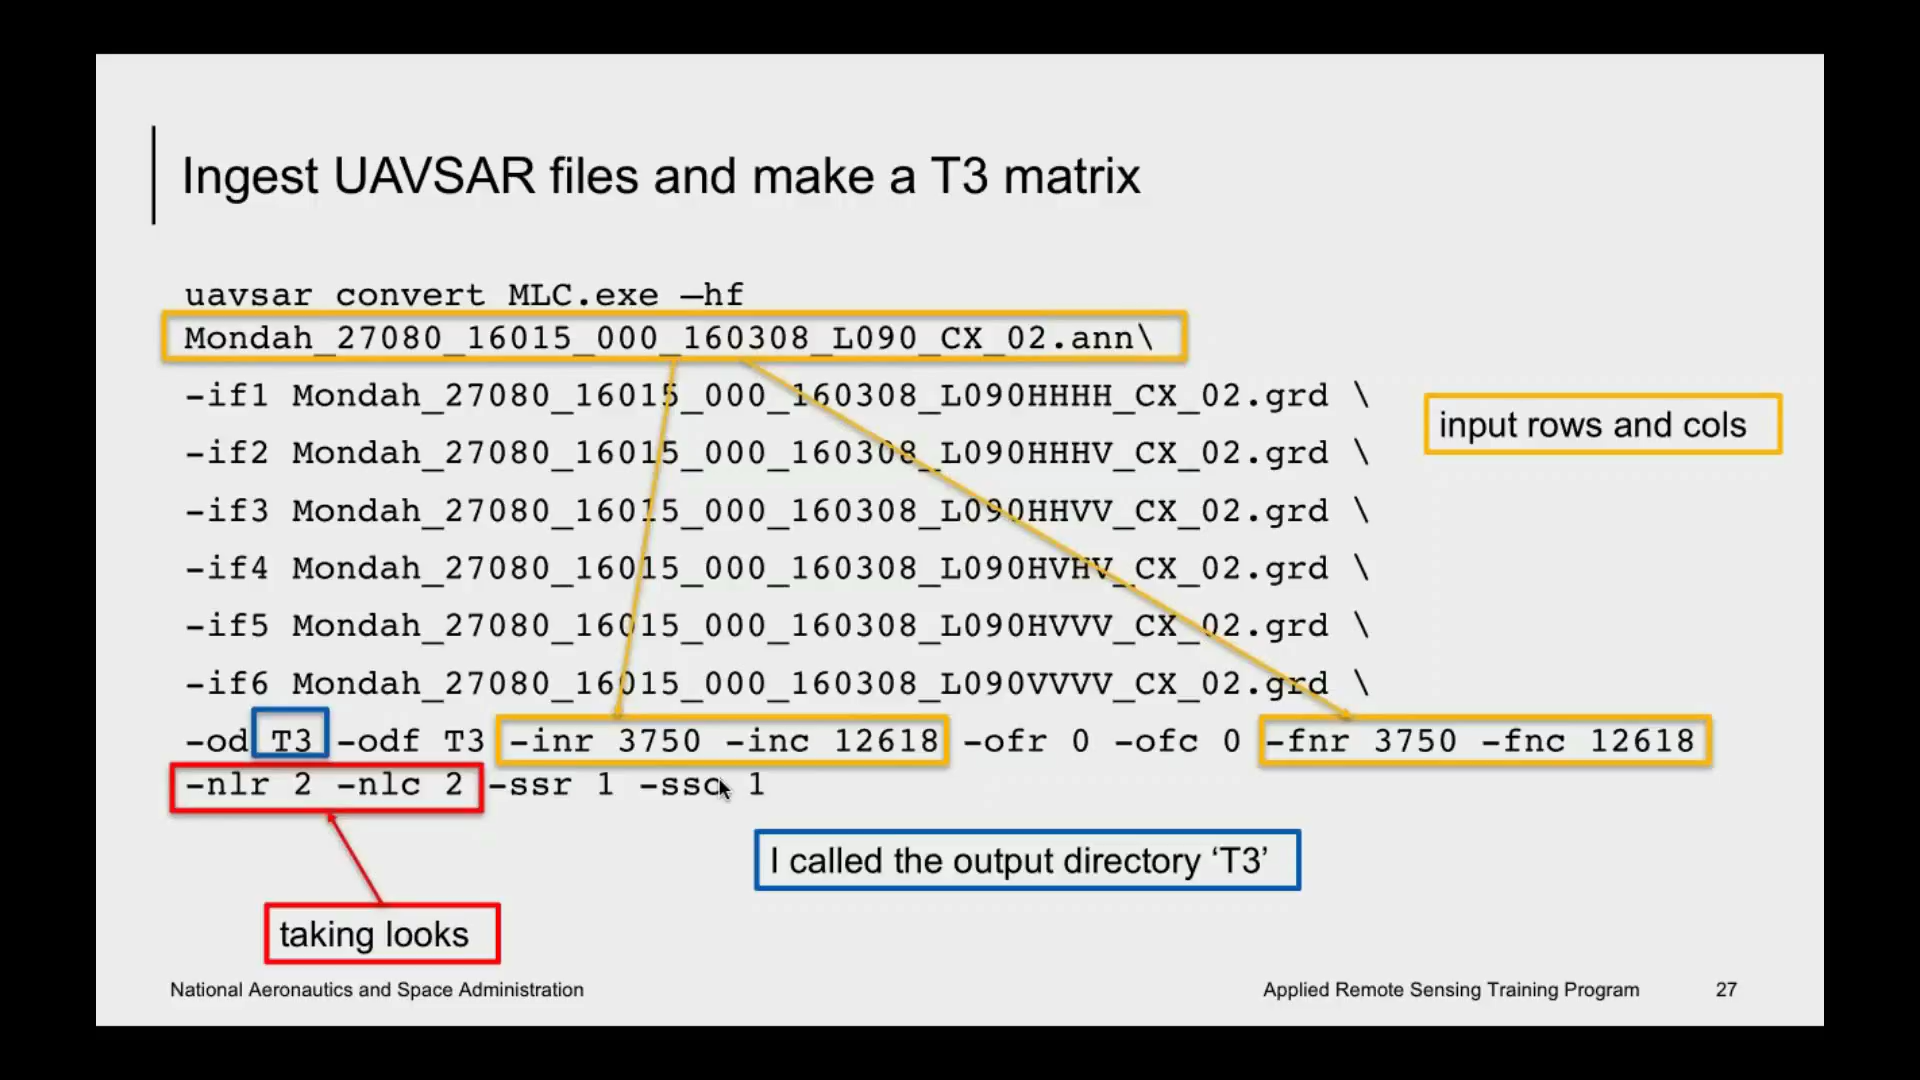 Ingest UAVSAR files and make a T3 matrix
uavsar convert MLC.exe –hf
Mondah_27080_16015_000_160308_L090_CX_02.ann\
-if1 Mondah_27080_16015_000_160308_L090HHHH_CX_02.grd \
-if2 Mondah_27080_16015_000_160308_L090HHHV_CX_02.grd \
-if3 Mondah_27080_16015_000_160308_L090HHVV_CX_02.grd \
-if4 Mondah_27080_16015_000_160308_L090HVHV_CX_02.grd \
-if5 Mondah_27080_16015_000_160308_L090HVVV_CX_02.grd \
-if6 Mondah_27080_16015_000_160308_L090VVVV_CX_02.grd \
-od T3 -odf T3 -inr 3750 -inc 12618 -ofr 0 -ofc 0 -fnr 3750 -fnc 12618
-nlr 2 -nlc 2 -ssr 1 -ssc 1
input rows and cols
I called the output directory ‘T3’
taking looks
National Aeronautics and Space Administration
Applied Remote Sensing Training Program
27